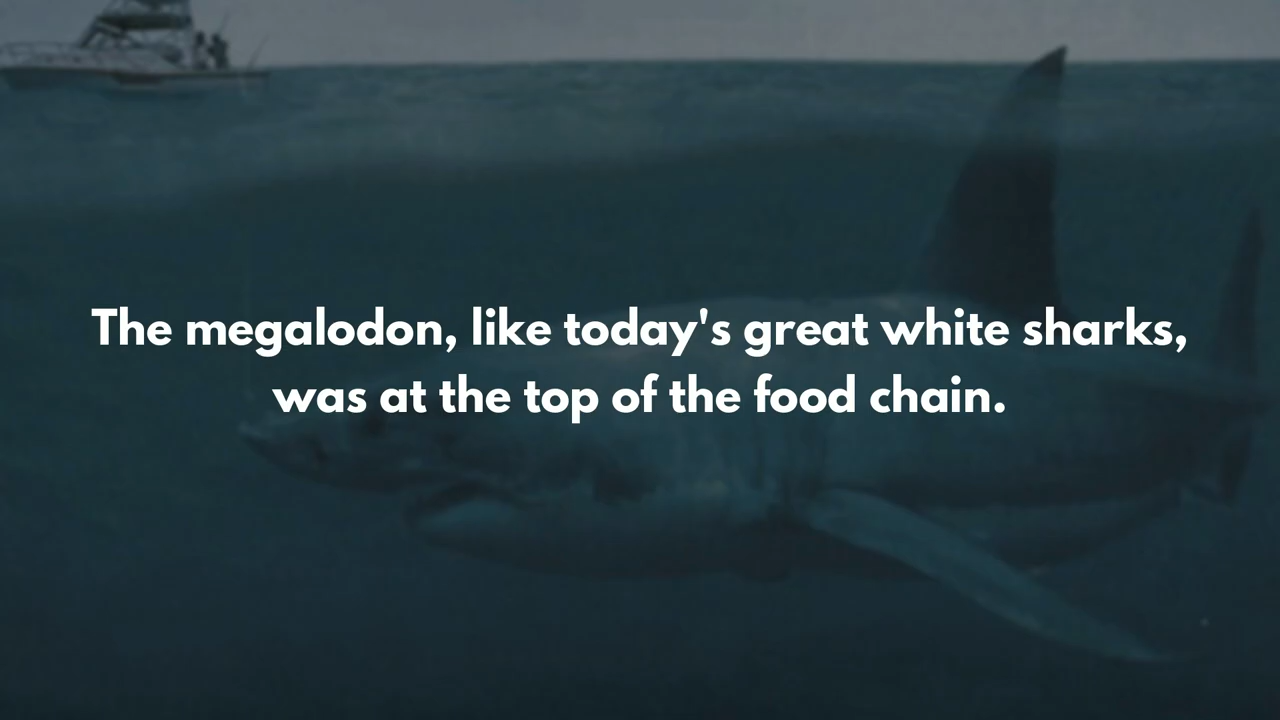 The megalodon, like today's great white sharks,
was at the top of the food chain.